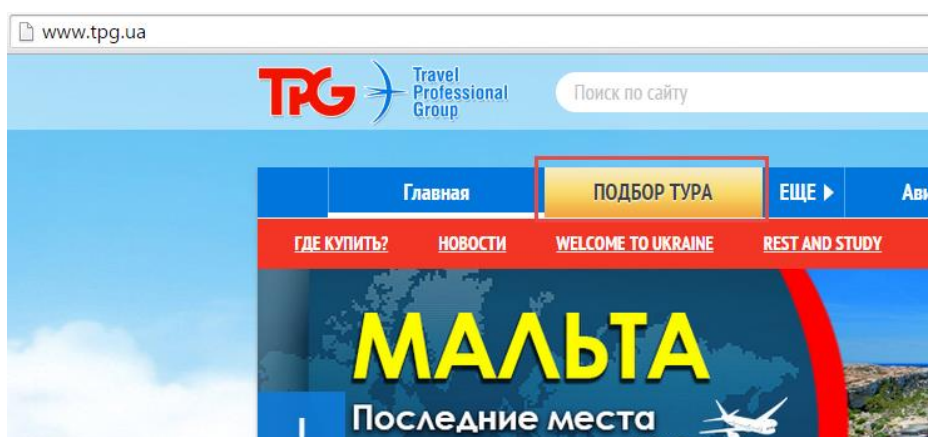 www.tpg.ua
TPG Travel
Professional
Group
Поиск по сайту
Главная ПОДБОР ТУРА ЕЩЕ
ГДЕ КУПИТЬ? НОВОСТИ WELCOME TO UKRAINE REST AND STUDY
МАЛЬТА
Последние места